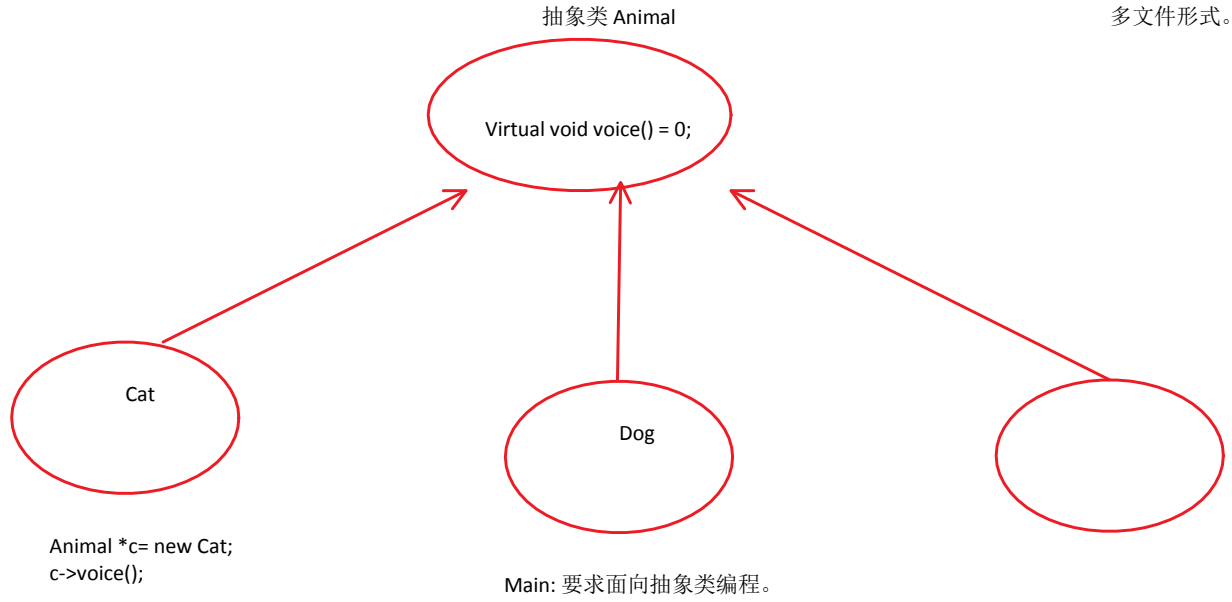 抽象类 Animal
多文件形式。
Virtual void voice() = 0;
Cat
Dog
Animal *c= new Cat;
c->voice();
Main: 要求面向抽象类编程。